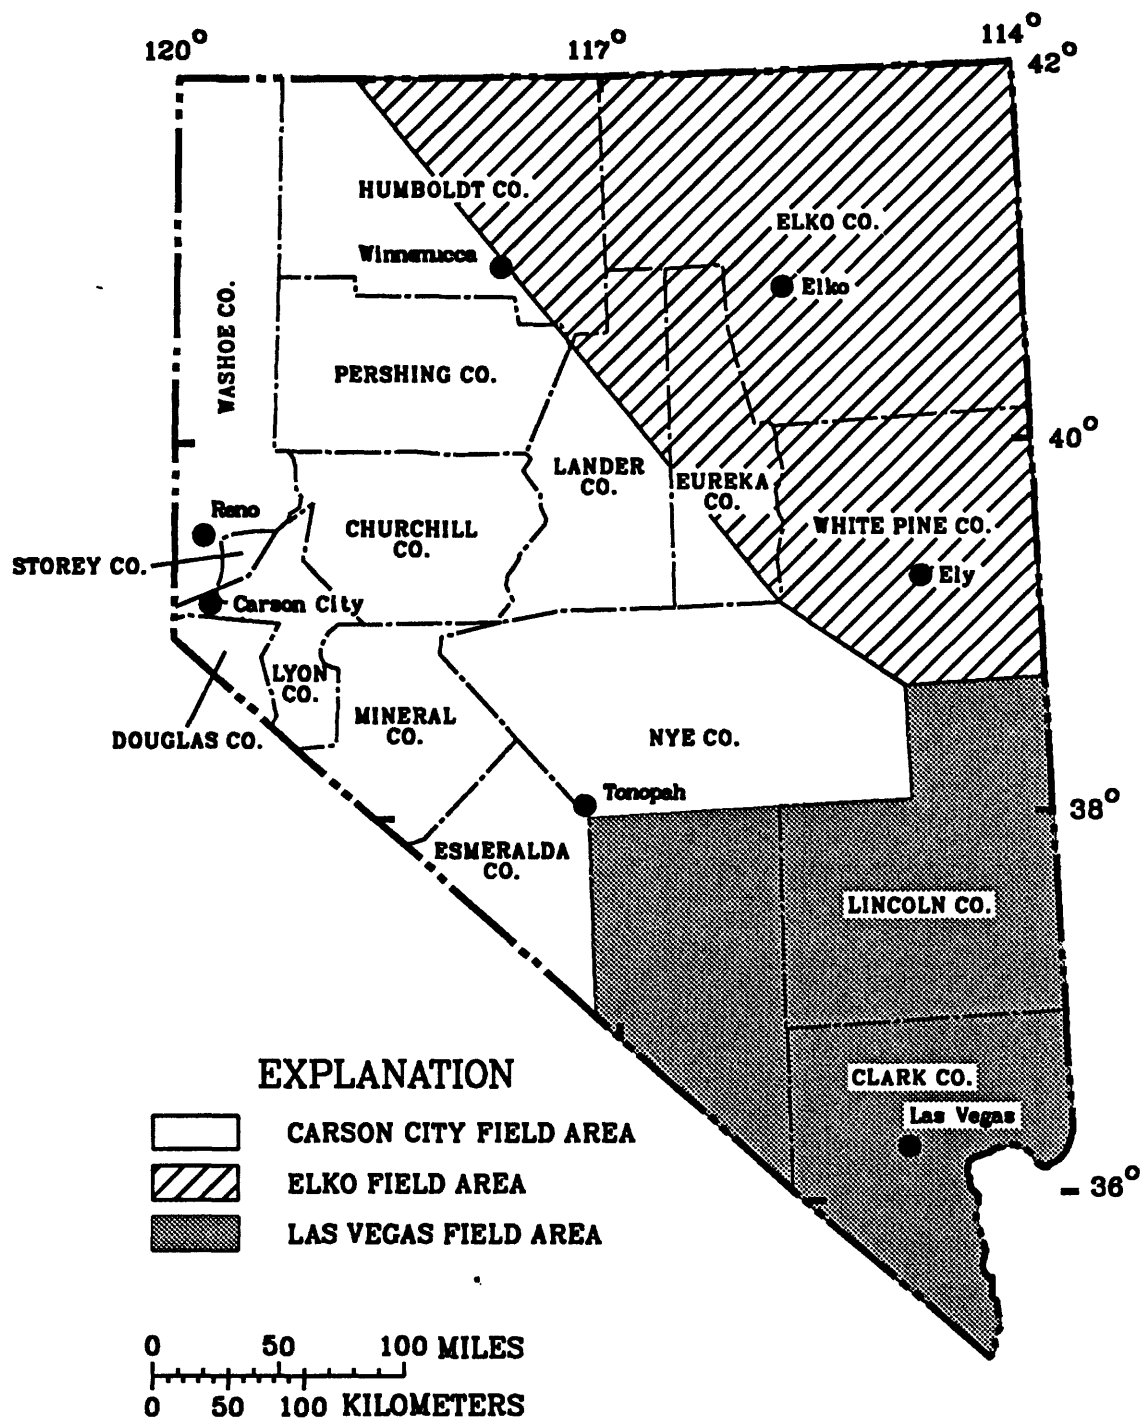 120° 117° 114°
42°
HUMBOLDT CO.
ELKO CO.
Winnemucca
Elko
WASHOE CO.
PERSHING CO.
40°
LANDER
CO.
EUREKA
CO.
Reno
CHURCHILL
CO.
WHITE PINE CO.
STOREY CO.
Ely
Carson City
LYON
CO.
MINERAL
CO.
DOUGLAS CO.
NYE CO.
Tonopah
38°
ESMERALDA
CO.
LINCOLN CO.
CLARK CO.
Las Vegas
36°
EXPLANATION
CARSON CITY FIELD AREA
ELKO FIELD AREA
LAS VEGAS FIELD AREA
0 50 100 MILES
0 50 100 KILOMETERS